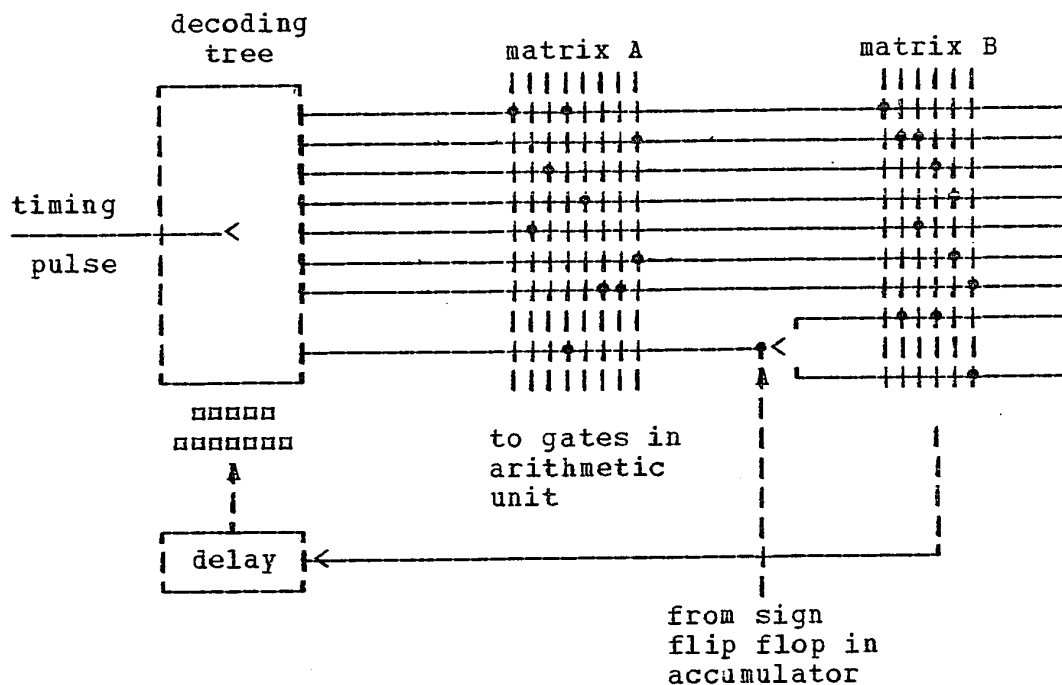 decoding
tree
matrix A
matrix B
timing
pulse
to gates in
arithmetic
unit
delay
from sign
flip flop in
accumulator